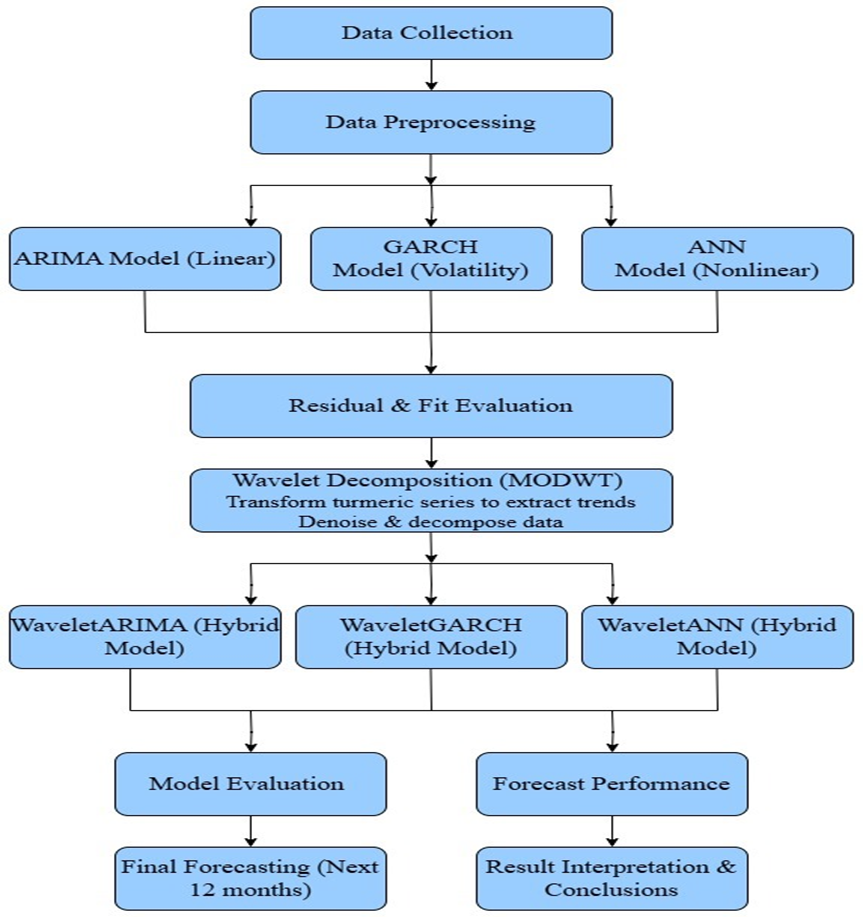 Data Collection
Data Preprocessing
ARIMA Model (Linear)
GARCH
Model (Volatility)
ANN
Model (Nonlinear)
Residual & Fit Evaluation
Wavelet Decomposition (MODWT)
Transform turmeric series to extract trends
Denoise & decompose data
WaveletARIMA (Hybrid
Model)
WaveletGARCH
(Hybrid Model)
WaveletANN (Hybrid
Model)
Model Evaluation
Forecast Performance
Final Forecasting (Next
12 months)
Result Interpretation &
Conclusions